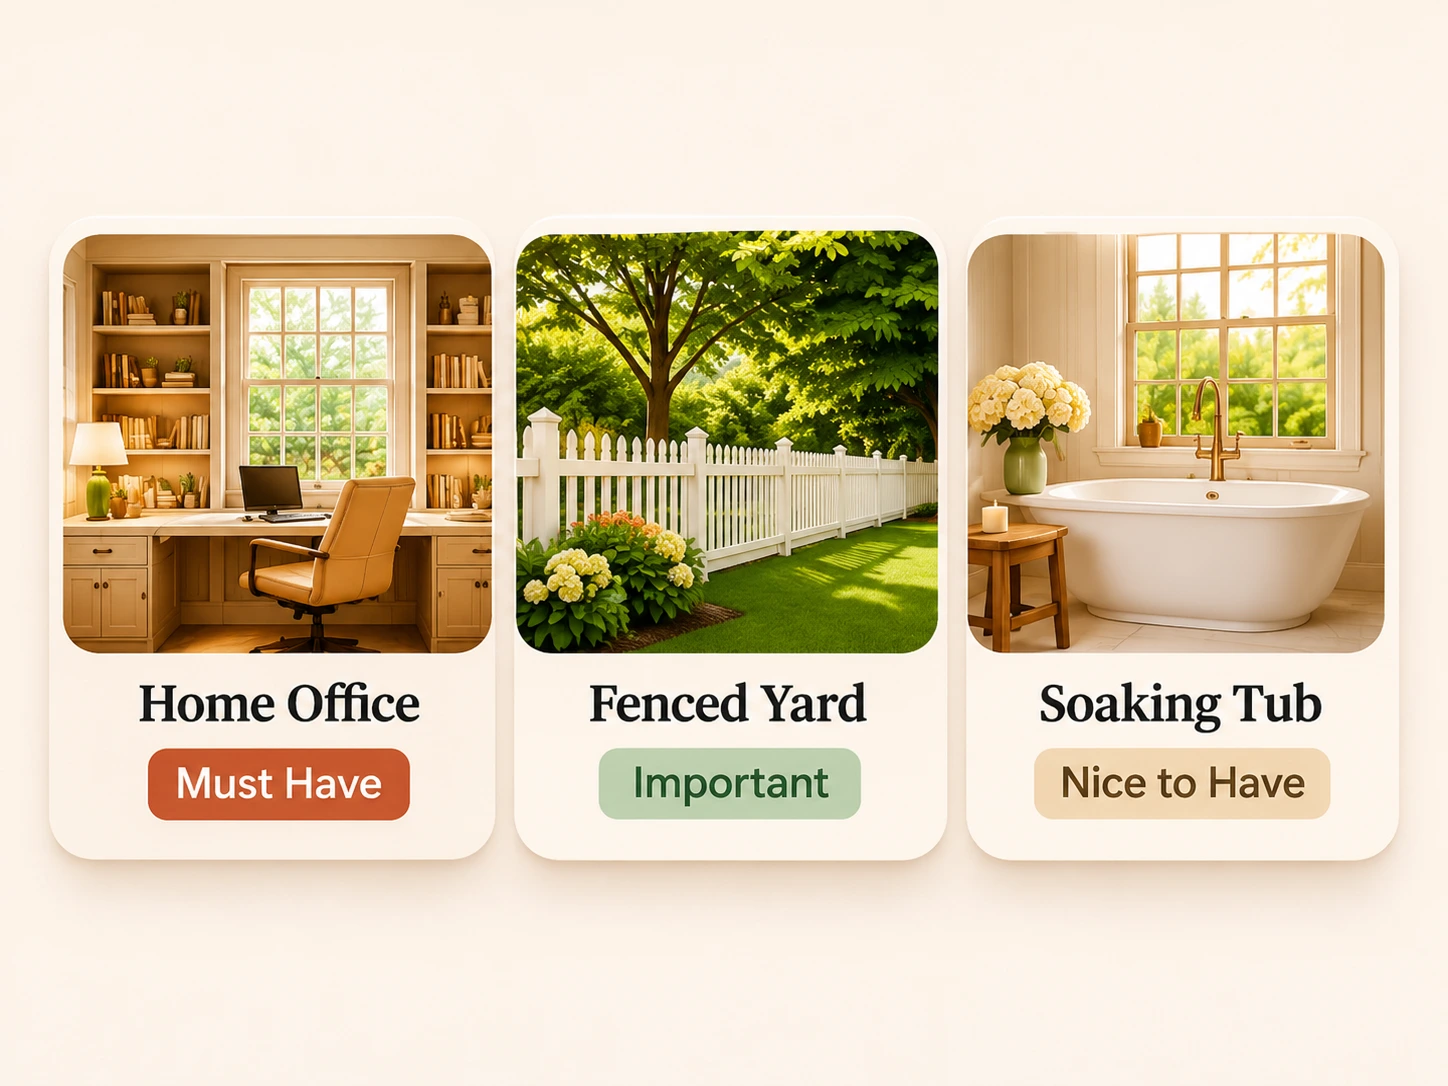 Home Office
Must Have
Fenced Yard
Important
Soaking Tub
Nice to Have